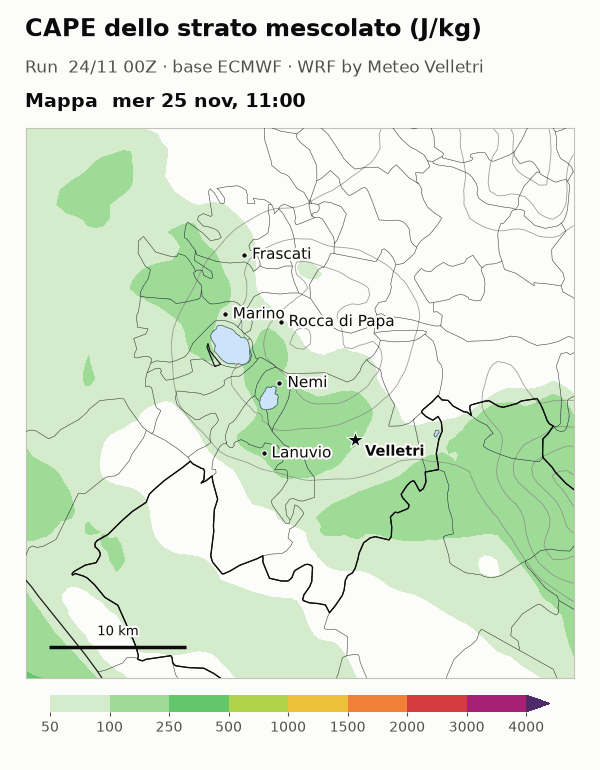 CAPE dello strato mescolato (J/kg)
Run  24/11 00Z · base ECMWF · WRF by Meteo Velletri
Mappa  mer 25 nov, 11:00
Frascati
Marino
Rocca di Papa
Nemi
Velletri
Lanuvio
10 km
50 100 250 500 1000 1500 2000 3000 4000